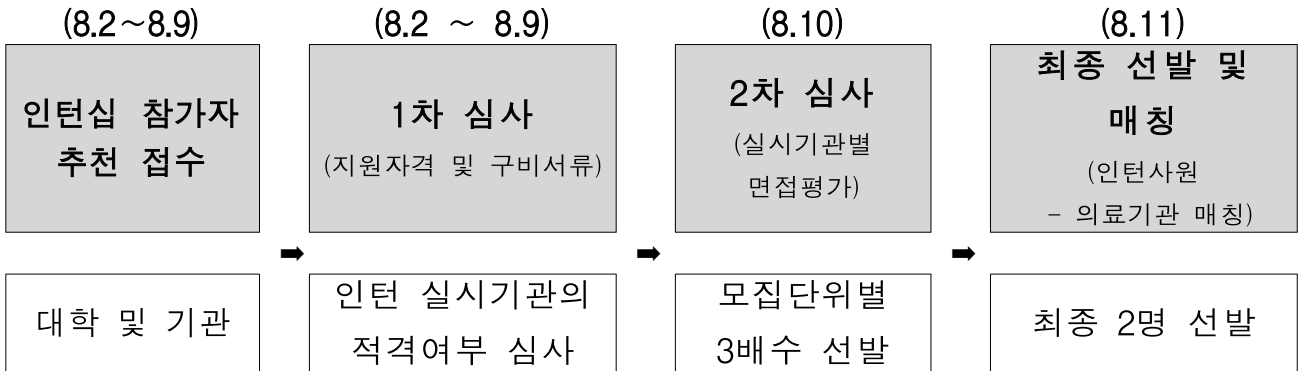 (8.2~8.9)
인턴십 참가자
추천 접수
대학 및 기관
➡
(8.2 ~ 8.9)
1차 심사
(지원자격 및 구비서류)
인턴 실시기관의
적격여부 심사
➡
(8.10)
2차 심사
(실시기관별
면접평가)
모집단위별
3배수 선발
➡
(8.11)
최종 선발 및
매칭
(인턴사원
- 의료기관 매칭)
최종 2명 선발